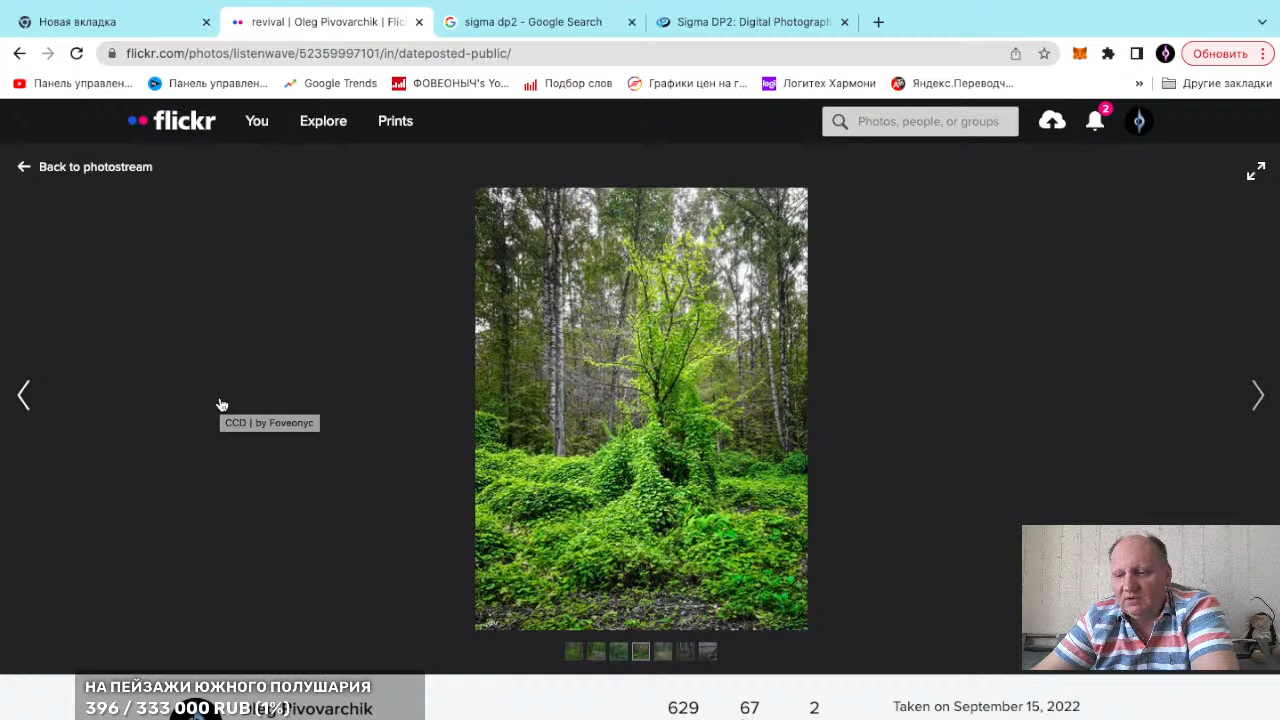 Новая вкладка
revival | Oleg Pivovarchik | Flic
sigma dp2 - Google Search
Sigma DP2: Digital Photograph
flickr.com/photos/listenwave/52359997101/in/dateposted-public/
Обновить
Панель управлен...
Панель управлен...
Google Trends
ФОВЕОНЫЧ's Yo...
Подбор слов
Графики цен на г...
Логитех Хармони
Яндекс.Переводч...
»
Другие закладки
flickr
You
Explore
Prints
Photos, people, or groups
2
Back to photostream
CCD | by Foveonyc
НА ПЕЙЗАЖИ ЮЖНОГО ПОЛУШАРИЯ
396 / 333 000 RUB (1%)
Pivovarchik
629
67
2
Taken on September 15, 2022